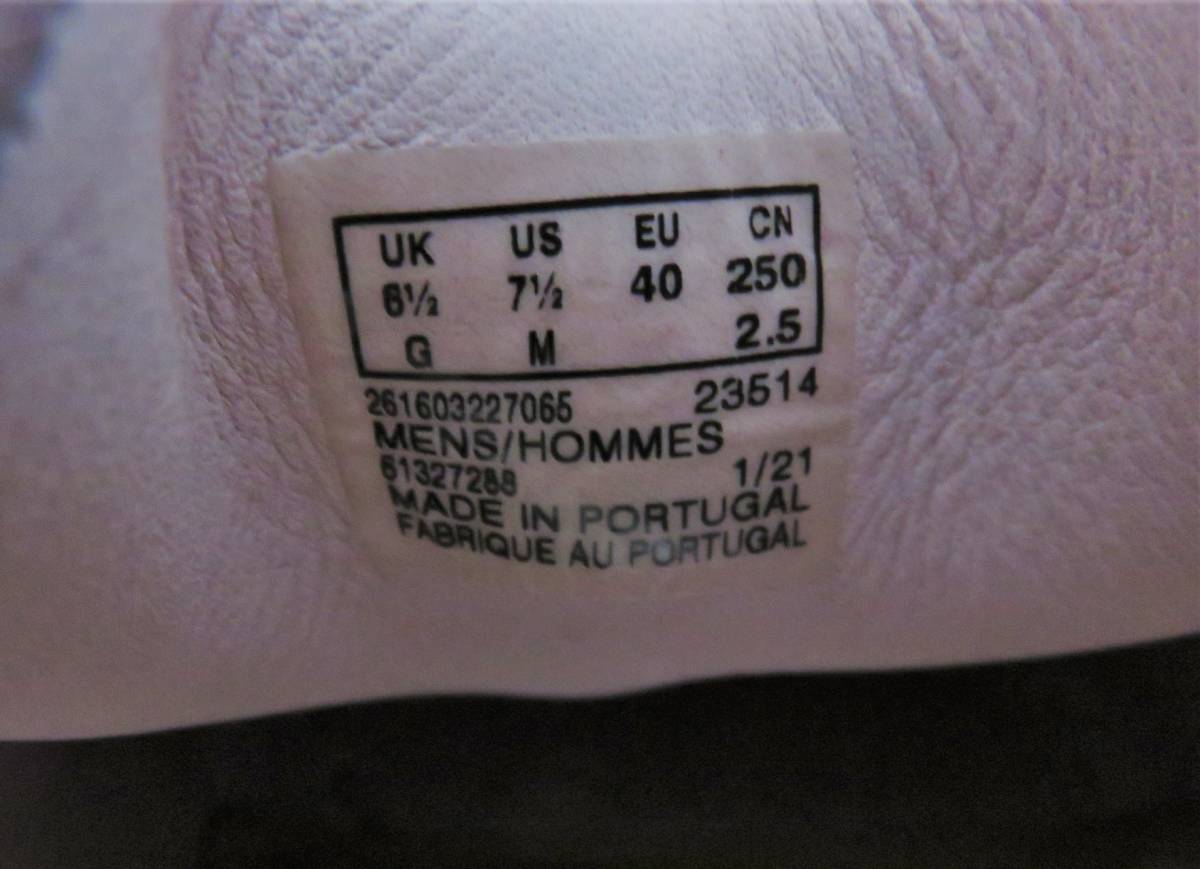 UK US EU CN
6½ 7½ 40 250
G M 2.5
261603227065 23514
MENS/HOMMES
61327288 1/21
MADE IN PORTUGAL
FABRIQUE AU PORTUGAL